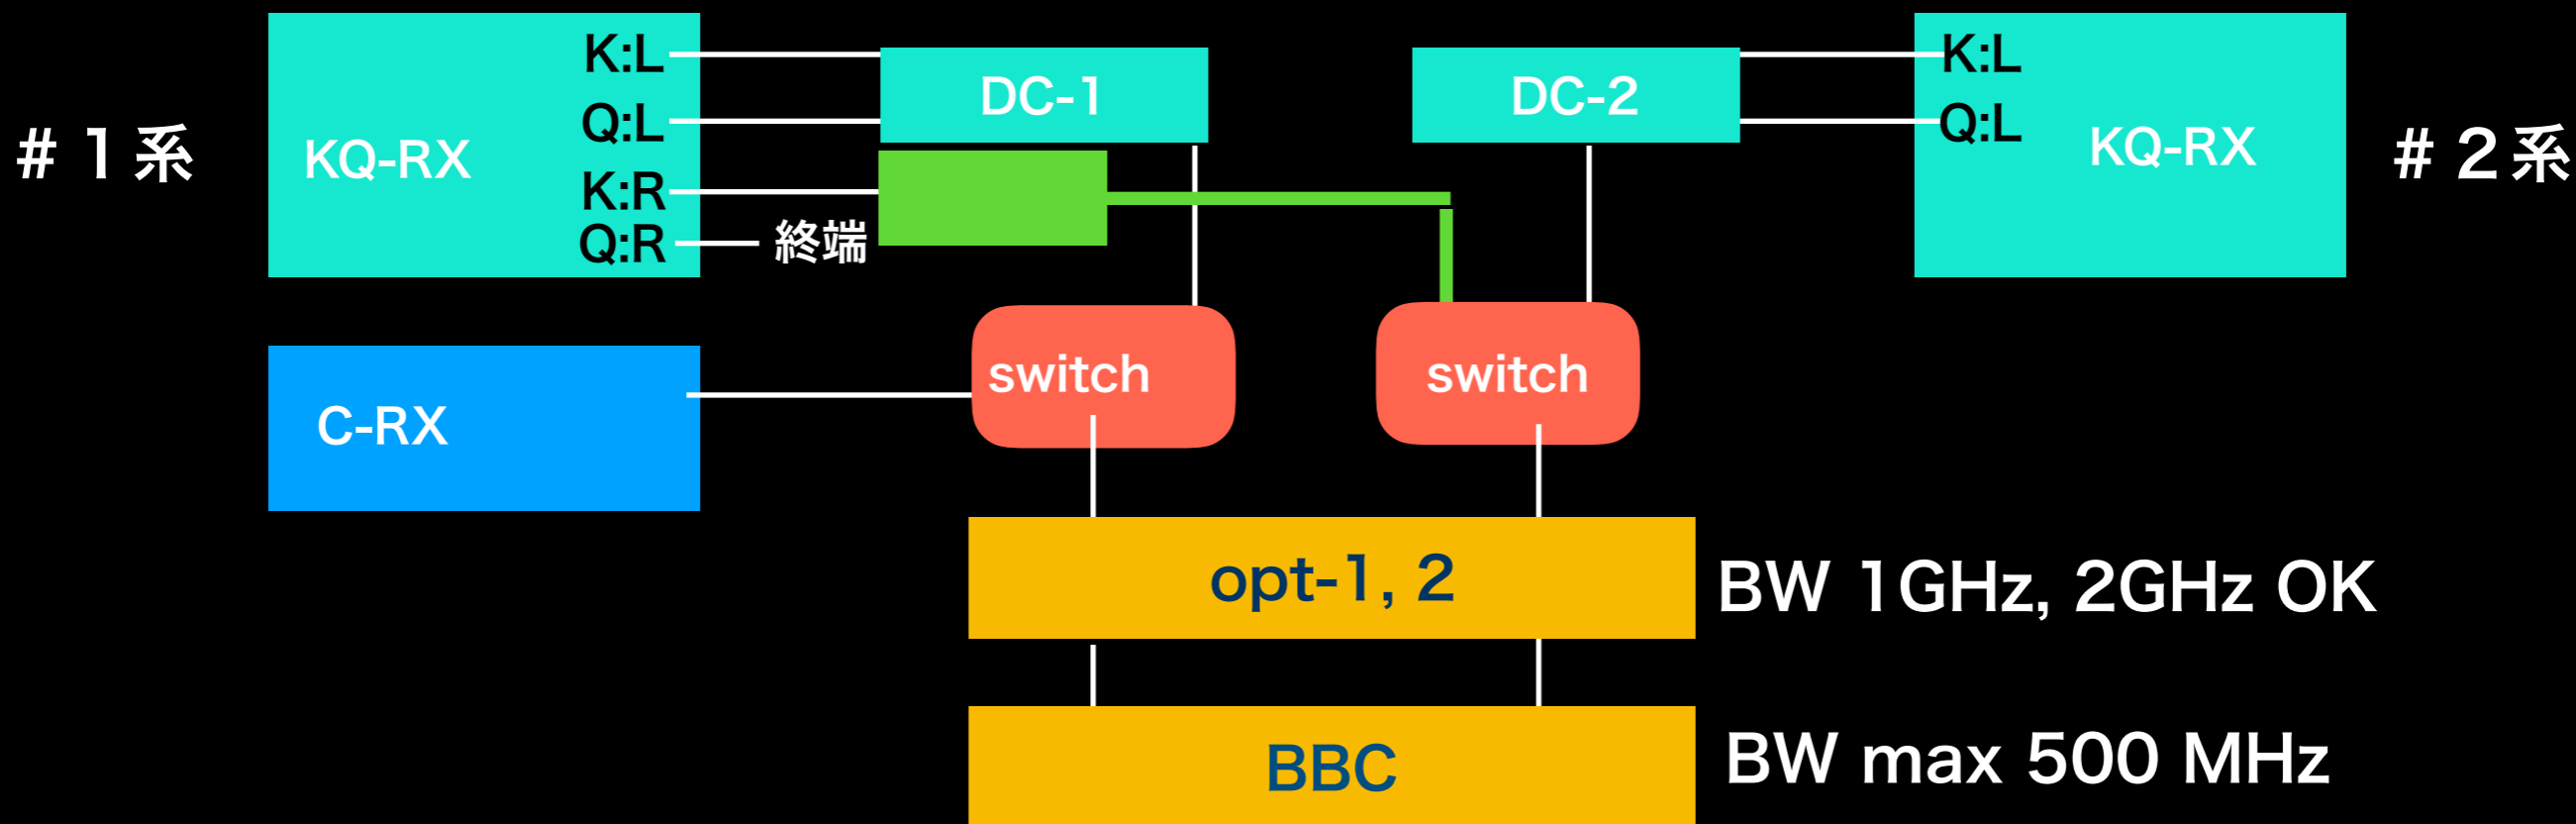 #1系
KQ-RX
K:L
Q:L
K:R
Q:R
終端
DC-1
DC-2
K:L
Q:L
KQ-RX
#2系
C-RX
switch
switch
opt-1, 2
BW 1GHz, 2GHz OK
BBC
BW max 500 MHz